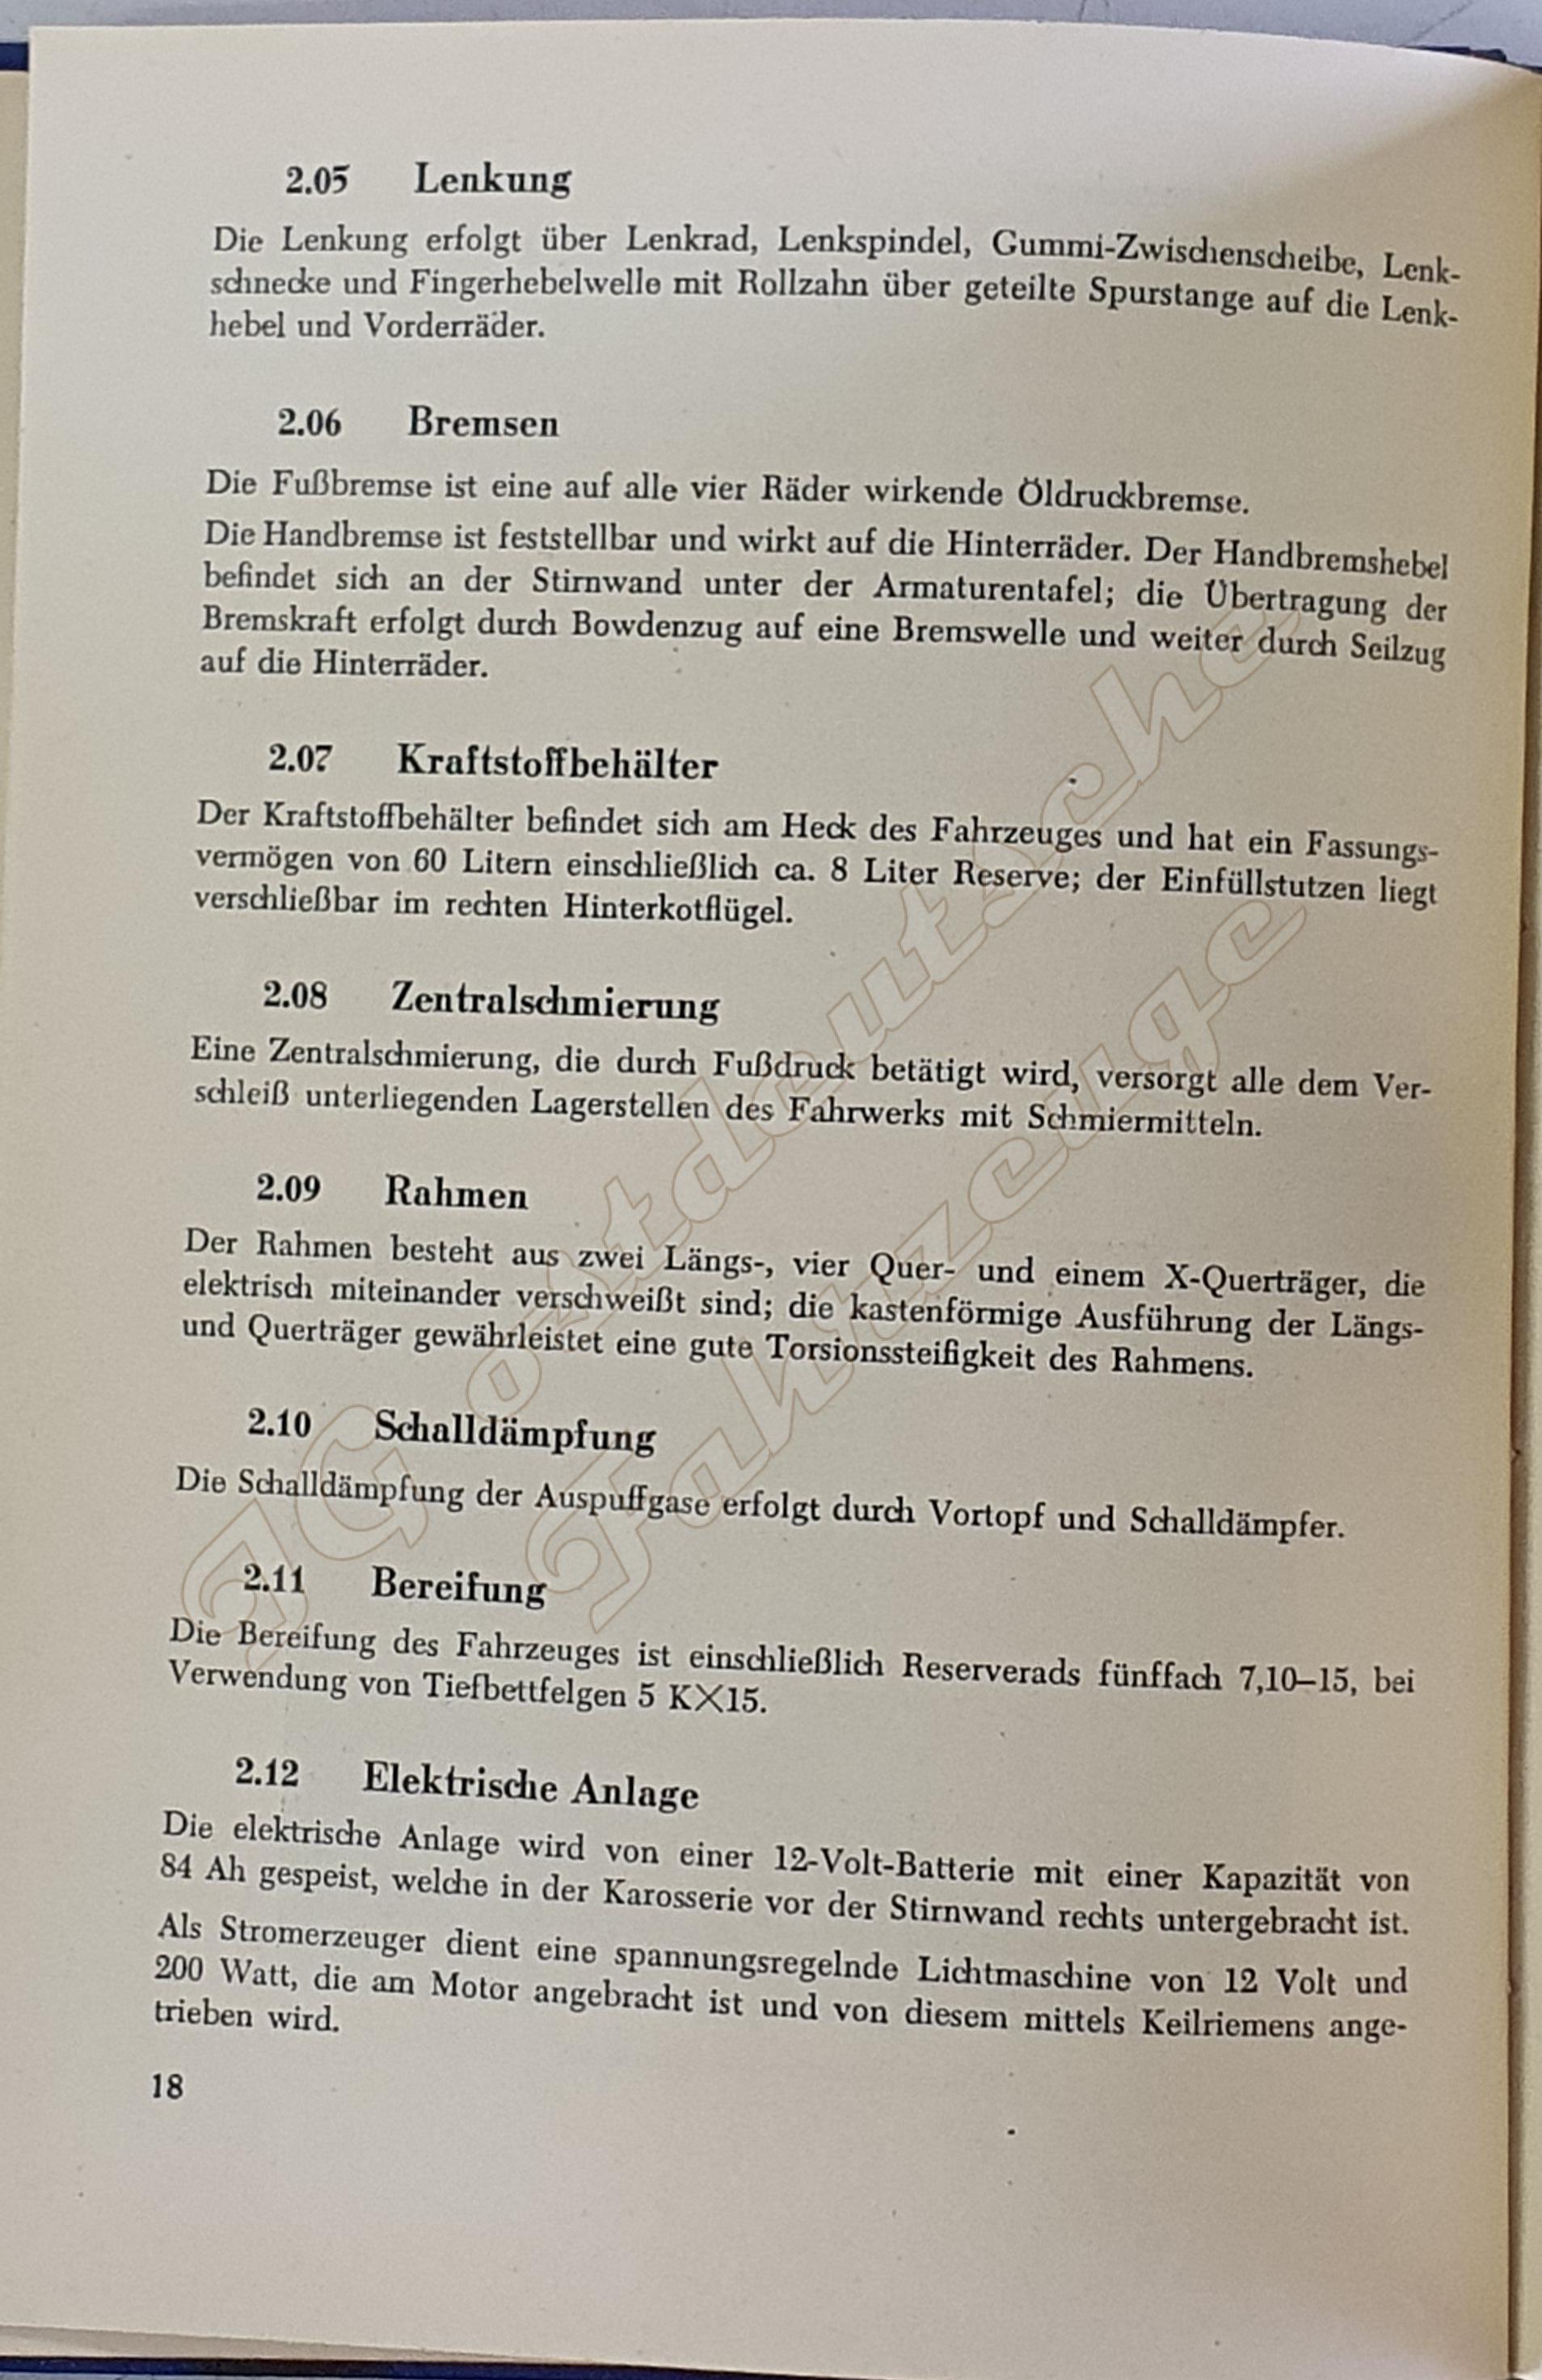 2.05 Lenkung
Die Lenkung erfolgt über Lenkrad, Lenkspindel, Gummi-Zwischenscheibe, Lenk-
schnecke und Fingerhebelwelle mit Rollzahn über geteilte Spurstange auf die Lenk-
hebel und Vorderräder.
2.06 Bremsen
Die Fußbremse ist eine auf alle vier Räder wirkende Öldruckbremse.
Die Handbremse ist feststellbar und wirkt auf die Hinterräder. Der Handbremshebel
befindet sich an der Stirnwand unter der Armaturentafel; die Übertragung der
Bremskraft erfolgt durch Bowdenzug auf eine Bremswelle und weiter durch Seilzug
auf die Hinterräder.
2.07 Kraftstoffbehälter
Der Kraftstoffbehälter befindet sich am Heck des Fahrzeuges und hat ein Fassungs-
vermögen von 60 Litern einschließlich ca. 8 Liter Reserve; der Einfüllstutzen liegt
verschließbar im rechten Hinterkotflügel.
2.08 Zentralschmierung
Eine Zentralschmierung, die durch Fußdruck betätigt wird, versorgt alle dem Ver-
schleiß unterliegenden Lagerstellen des Fahrwerks mit Schmiermitteln.
2.09 Rahmen
Der Rahmen besteht aus zwei Längs-, vier Quer- und einem X-Querträger, die
elektrisch miteinander verschweißt sind; die kastenförmige Ausführung der Längs-
und Querträger gewährleistet eine gute Torsionssteifigkeit des Rahmens.
2.10 Schalldämpfung
Die Schalldämpfung der Auspuffgase erfolgt durch Vortopf und Schalldämpfer.
2.11 Bereifung
Die Bereifung des Fahrzeuges ist einschließlich Reserverads fünffach 7,10–15, bei
Verwendung von Tiefbettfelgen 5 K×15.
2.12 Elektrische Anlage
Die elektrische Anlage wird von einer 12-Volt-Batterie mit einer Kapazität von
84 Ah gespeist, welche in der Karosserie vor der Stirnwand rechts untergebracht ist.
Als Stromerzeuger dient eine spannungsregelnde Lichtmaschine von 12 Volt und
200 Watt, die am Motor angebracht ist und von diesem mittels Keilriemens ange-
trieben wird.
18
IG ostdeutsche
Fahrzeuge